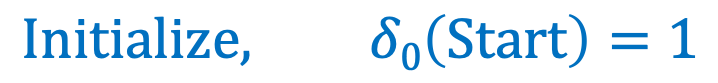 Initialize, δ₀(Start) = 1